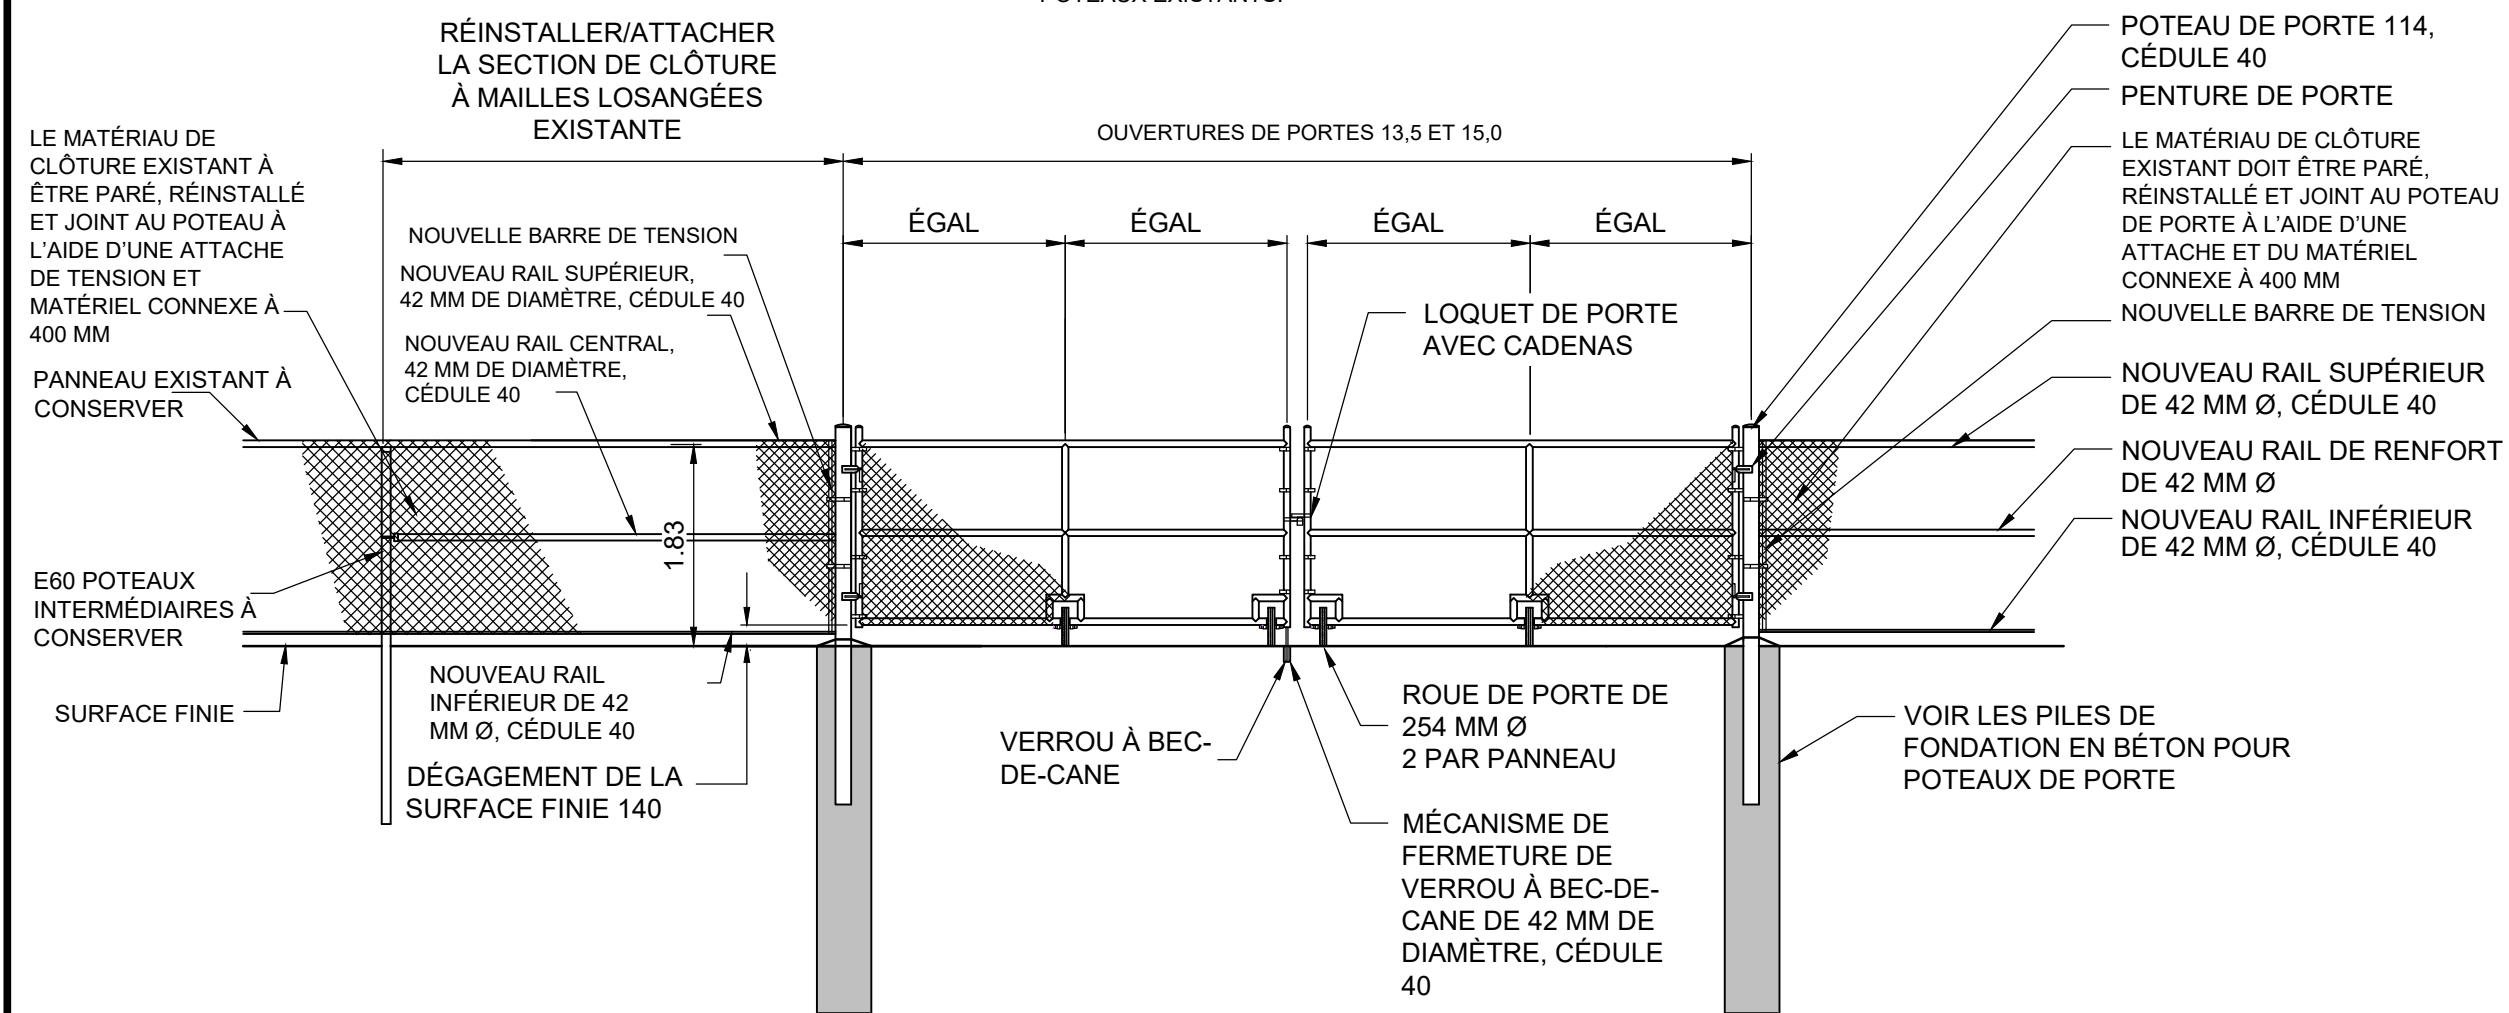 RÉINSTALLER/ATTACHER
LA SECTION DE CLÔTURE
À MAILLES LOSANGÉES
EXISTANTE
LE MATÉRIAU DE
CLÔTURE EXISTANT À
ÊTRE PARÉ, RÉINSTALLÉ
ET JOINT AU POTEAU À
L'AIDE D'UNE ATTACHE
DE TENSION ET
MATÉRIEL CONNEXE À
400 MM
PANNEAU EXISTANT À
CONSERVER
E60 POTEAUX
INTERMÉDIAIRES À
CONSERVER
SURFACE FINIE
NOUVELLE BARRE DE TENSION
NOUVEAU RAIL SUPÉRIEUR,
42 MM DE DIAMÈTRE, CÉDULE 40
NOUVEAU RAIL CENTRAL,
42 MM DE DIAMÈTRE,
CÉDULE 40
1.83
NOUVEAU RAIL
INFÉRIEUR DE 42
MM Ø, CÉDULE 40
DÉGAGEMENT DE LA
SURFACE FINIE 140
OUVERTURES DE PORTES 13,5 ET 15,0
ÉGAL
ÉGAL
ÉGAL
ÉGAL
LOQUET DE PORTE
AVEC CADENAS
VERROU À BEC-
DE-CANE
ROUE DE PORTE DE
254 MM Ø
2 PAR PANNEAU
MÉCANISME DE
FERMETURE DE
VERROU À BEC-DE-
CANE DE 42 MM DE
DIAMÈTRE, CÉDULE
40
POTEAU DE PORTE 114,
CÉDULE 40
PENTURE DE PORTE
LE MATÉRIAU DE CLÔTURE
EXISTANT DOIT ÊTRE PARÉ,
RÉINSTALLÉ ET JOINT AU POTEAU
DE PORTE À L'AIDE D'UNE
ATTACHE ET DU MATÉRIEL
CONNEXE À 400 MM
NOUVELLE BARRE DE TENSION
NOUVEAU RAIL SUPÉRIEUR
DE 42 MM Ø, CÉDULE 40
NOUVEAU RAIL DE RENFORT
DE 42 MM Ø
NOUVEAU RAIL INFÉRIEUR
DE 42 MM Ø, CÉDULE 40
VOIR LES PILES DE
FONDATION EN BÉTON POUR
POTEAUX DE PORTE